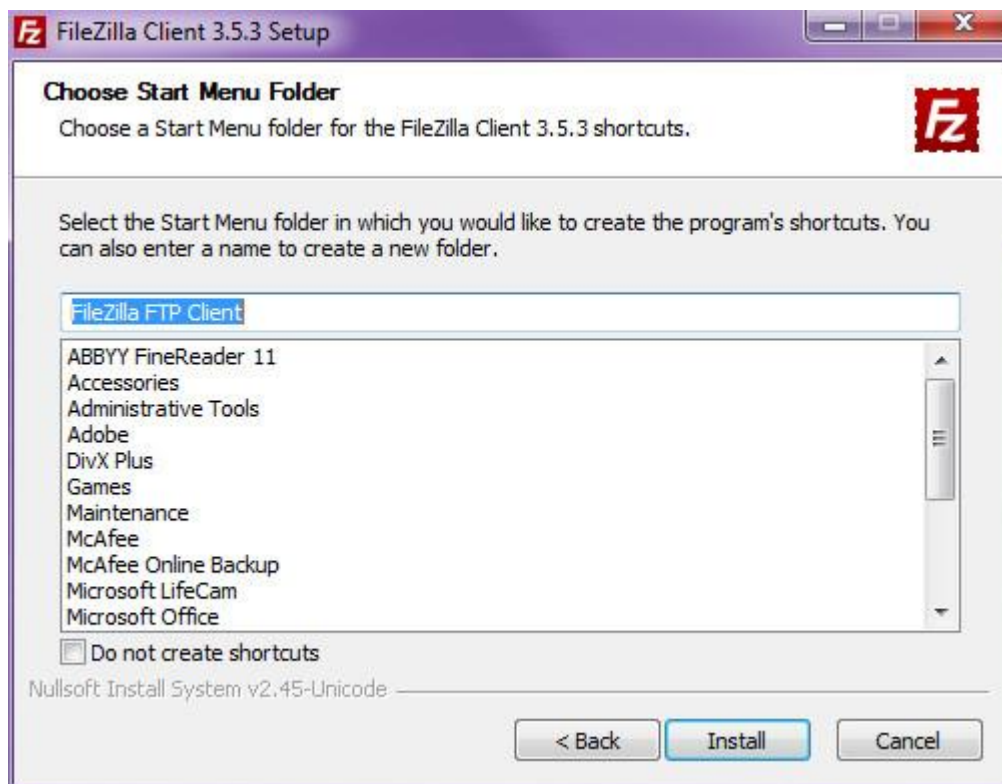 FileZilla Client 3.5.3 Setup
Choose Start Menu Folder
Choose a Start Menu folder for the FileZilla Client 3.5.3 shortcuts.
Select the Start Menu folder in which you would like to create the program's shortcuts. You
can also enter a name to create a new folder.
FileZilla FTP Client
ABBYY FineReader 11
Accessories
Administrative Tools
Adobe
DivX Plus
Games
Maintenance
McAfee
McAfee Online Backup
Microsoft LifeCam
Microsoft Office
Do not create shortcuts
Nullsoft Install System v2.45-Unicode
< Back Install Cancel